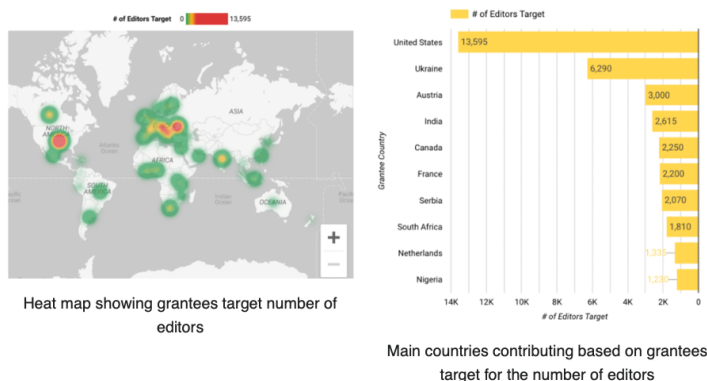 # of Editors Target 0 13,595
ASIA
NORTH
AMERICA
Atlantic
Ocean
AFRICA
SOUTH
AMERICA
Indian
Ocean
OCEANIA
+
−
Heat map showing grantees target number of
editors
# of Editors Target
Grantee Country
United States 13,595
Ukraine 6,290
Austria 3,000
India 2,615
Canada 2,250
France 2,200
Serbia 2,070
South Africa 1,810
Netherlands
Nigeria
14K 12K 10K 8K 6K 4K 2K 0
# of Editors Target
Main countries contributing based on grantees
target for the number of editors